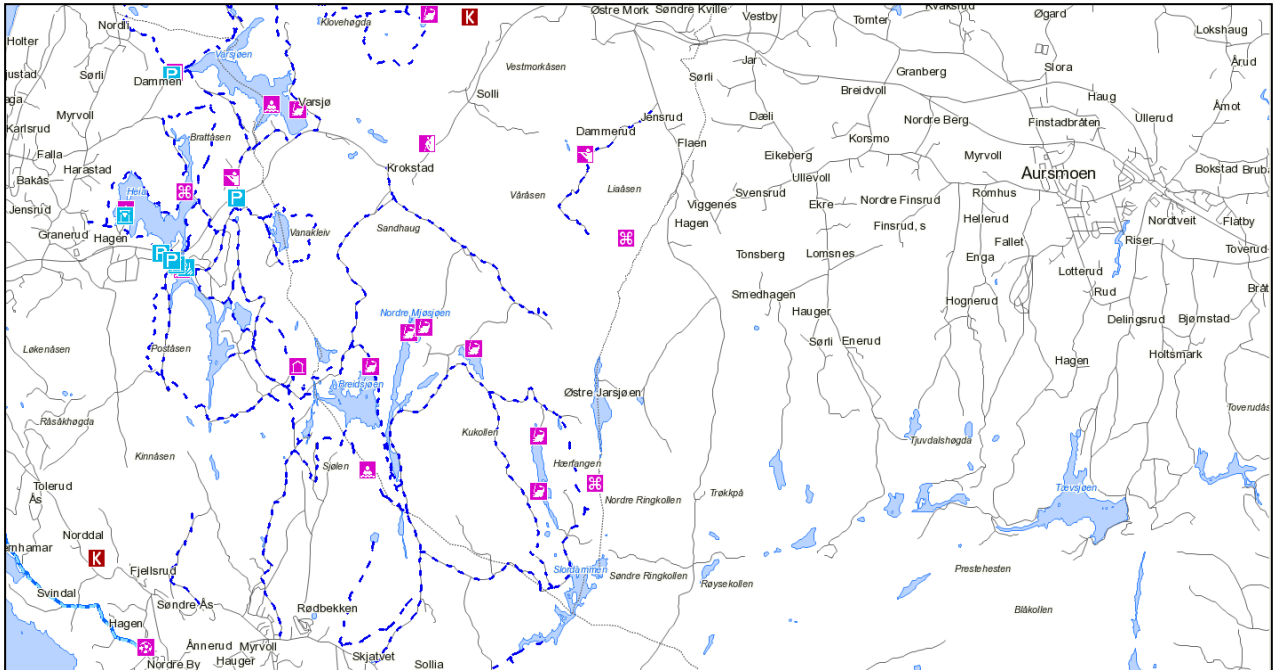 Østre Mork
Søndre Kville
Vestby
Tomter
Kvaksrud
Øgard
Lokshaug
Nordli
Klovehøgda
K
Holter
Varsjøen
Jar
Slora
Årud
Sørli
Dammen
P
Vestmorkåsen
Sørli
Granberg
Solli
Breidvoll
Haug
Varsjø
Myrvoll
Jensrud
Dæli
Nordre Berg
Finstadbråten
Ullerud
Åmot
Karlsrud
Brattåsen
Dammerud
Flaen
Korsmo
Falla
Harastad
Krokstad
Eikeberg
Myrvoll
Aursmoen
Bokstad
Bakås
Ullevoll
Våråsen
Liaåsen
Svensrud
Romhus
P
Jensrud
Viggenes
Ekre
Nordre Finsrud
Hellerud
Nordtveit
Flatby
Granerud
Hagen
Vanakleiv
Sandhaug
Hagen
Finsrud, s
Fallet
Riser
P
P
Tonsberg
Lomsnes
Enga
Toverud
Lotterud
Smedhagen
Hognerud
Rud
Nordre Mjøsjøen
Hauger
Delingsrud
Bjørnstad
Løkenåsen
Poståsen
Sørli
Enerud
Hagen
Holtsmark
Breidsjøen
Østre Jarsjøen
Råsåkhøgda
Kukollen
Tjuvdalshøgda
Kinnåsen
Sjølen
Hærfangen
Tolerud
Ås
Nordre Ringkollen
Trøkkpå
Tævsjøen
Norddal
K
Fjellsrud
Slordammen
Søndre Ringkollen
Røysekollen
Prestehesten
Svindal
Søndre Ås
Rødbekken
Blåkollen
Hagen
Ånnerud
Myrvoll
Nordre By
Hauger
Skjatvet
Sollia